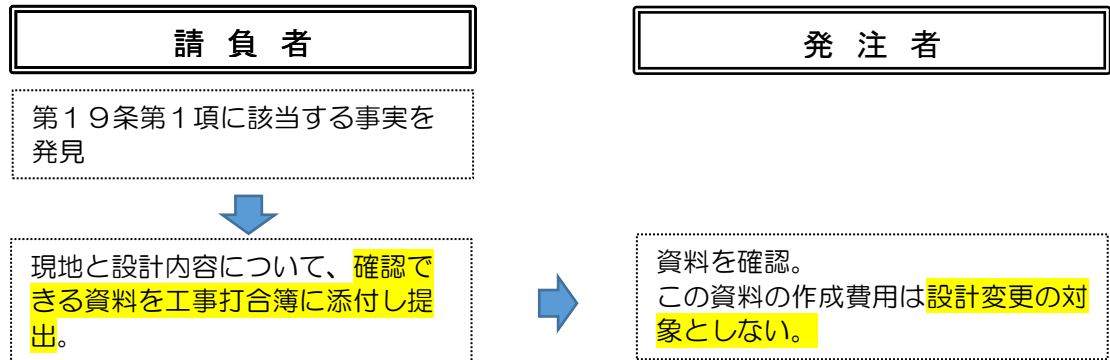 請 負 者
発 注 者
第１９条第１項に該当する事実を
発見
現地と設計内容について、確認で
きる資料を工事打合簿に添付し提
出。
資料を確認。
この資料の作成費用は設計変更の対
象としない。